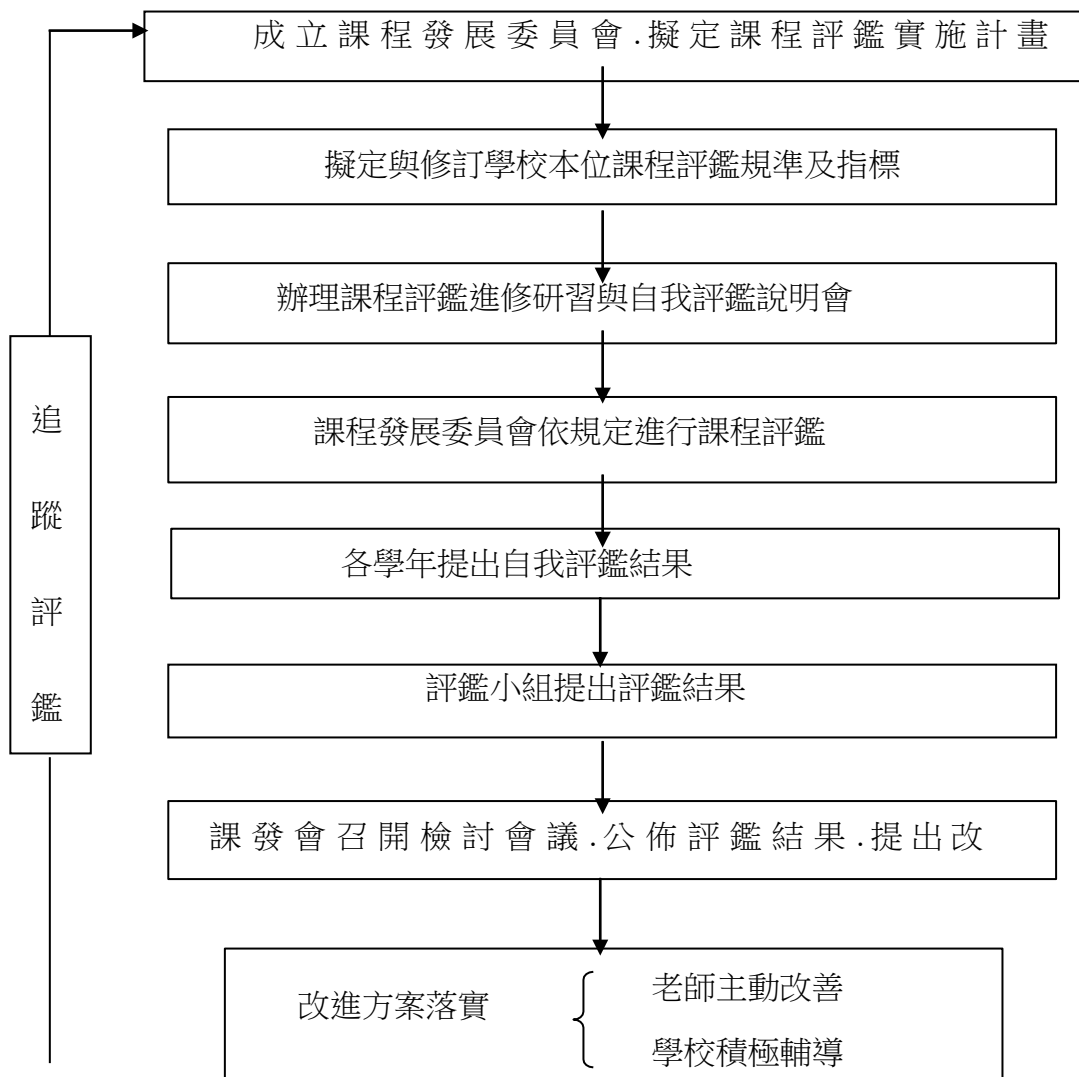 成立課程發展委員會.擬定課程評鑑實施計畫
擬定與修訂學校本位課程評鑑規準及指標
辦理課程評鑑進修研習與自我評鑑說明會
課程發展委員會依規定進行課程評鑑
各學年提出自我評鑑結果
評鑑小組提出評鑑結果
課發會召開檢討會議.公佈評鑑結果.提出改
改進方案落實
老師主動改善
學校積極輔導
追蹤評鑑